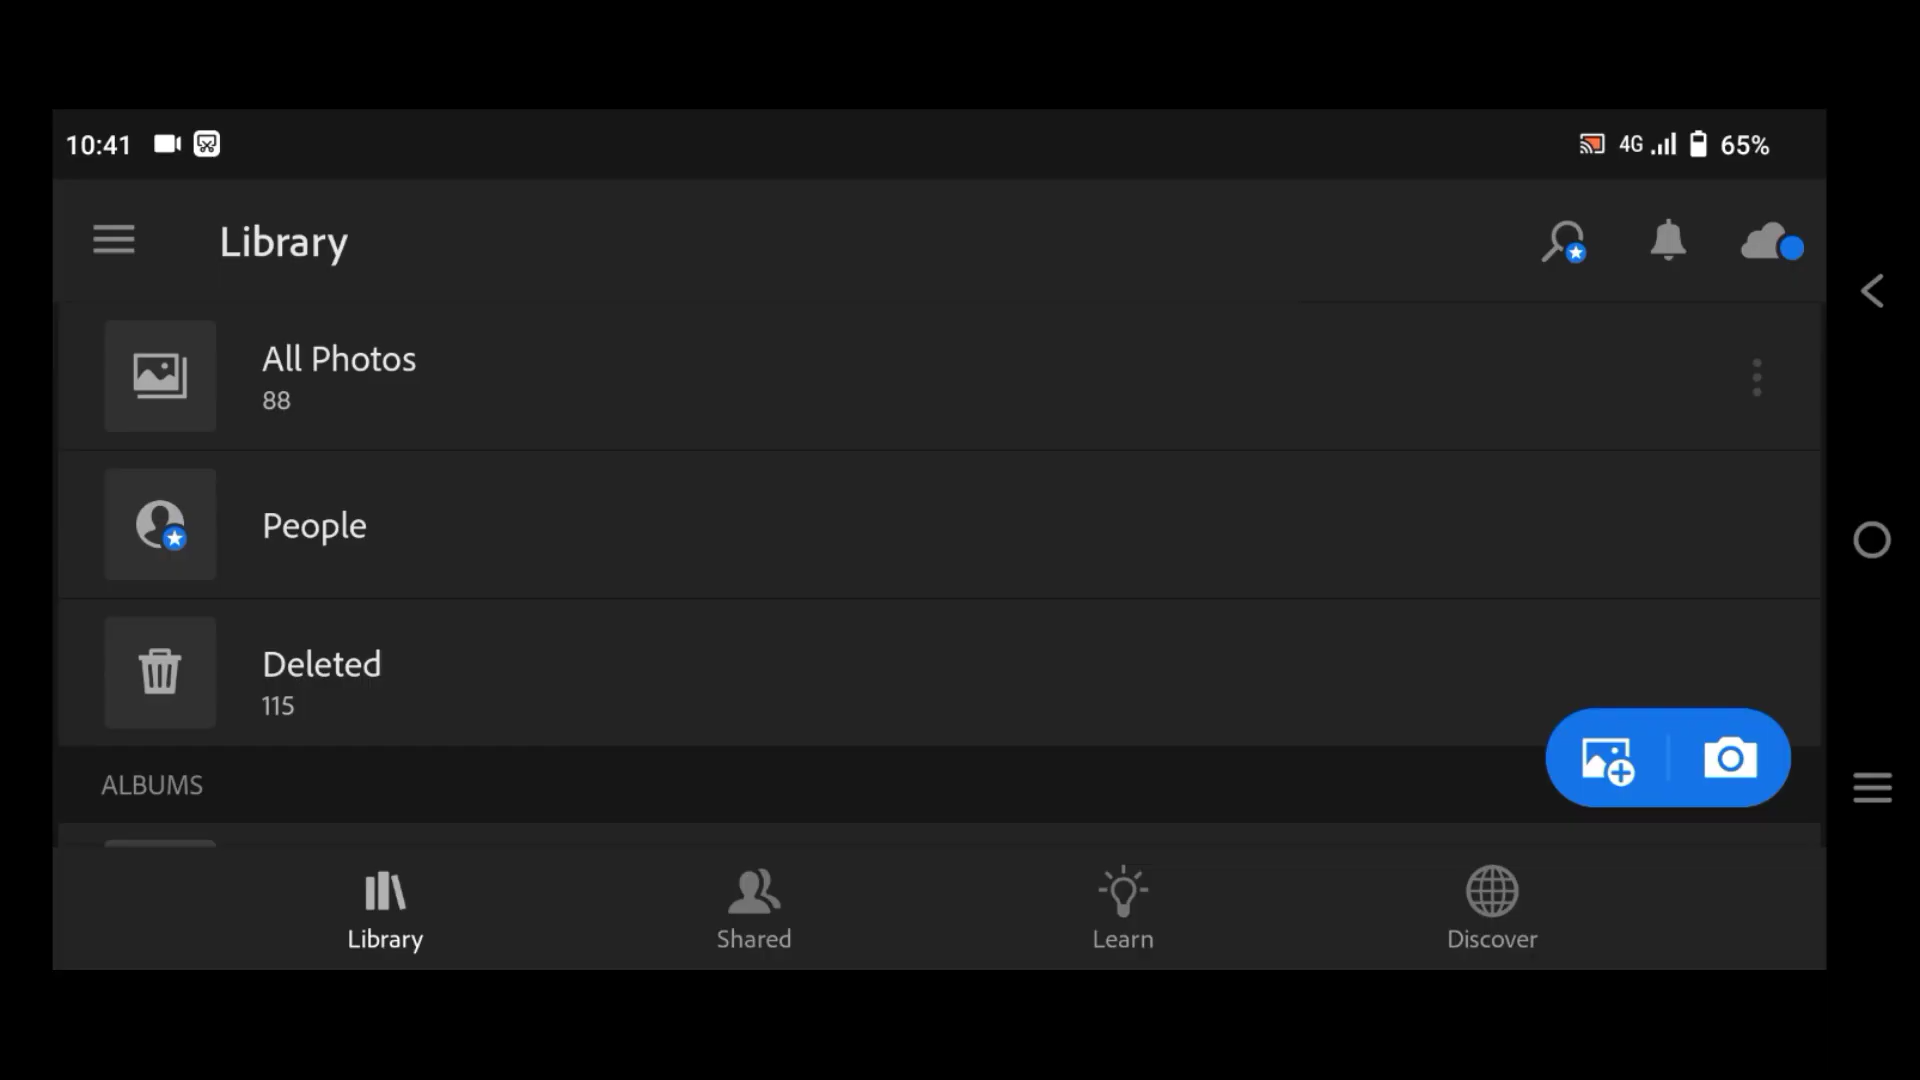 10:41
4G 65%
Library
All Photos
88
People
Deleted
115
ALBUMS
Library Shared Learn Discover